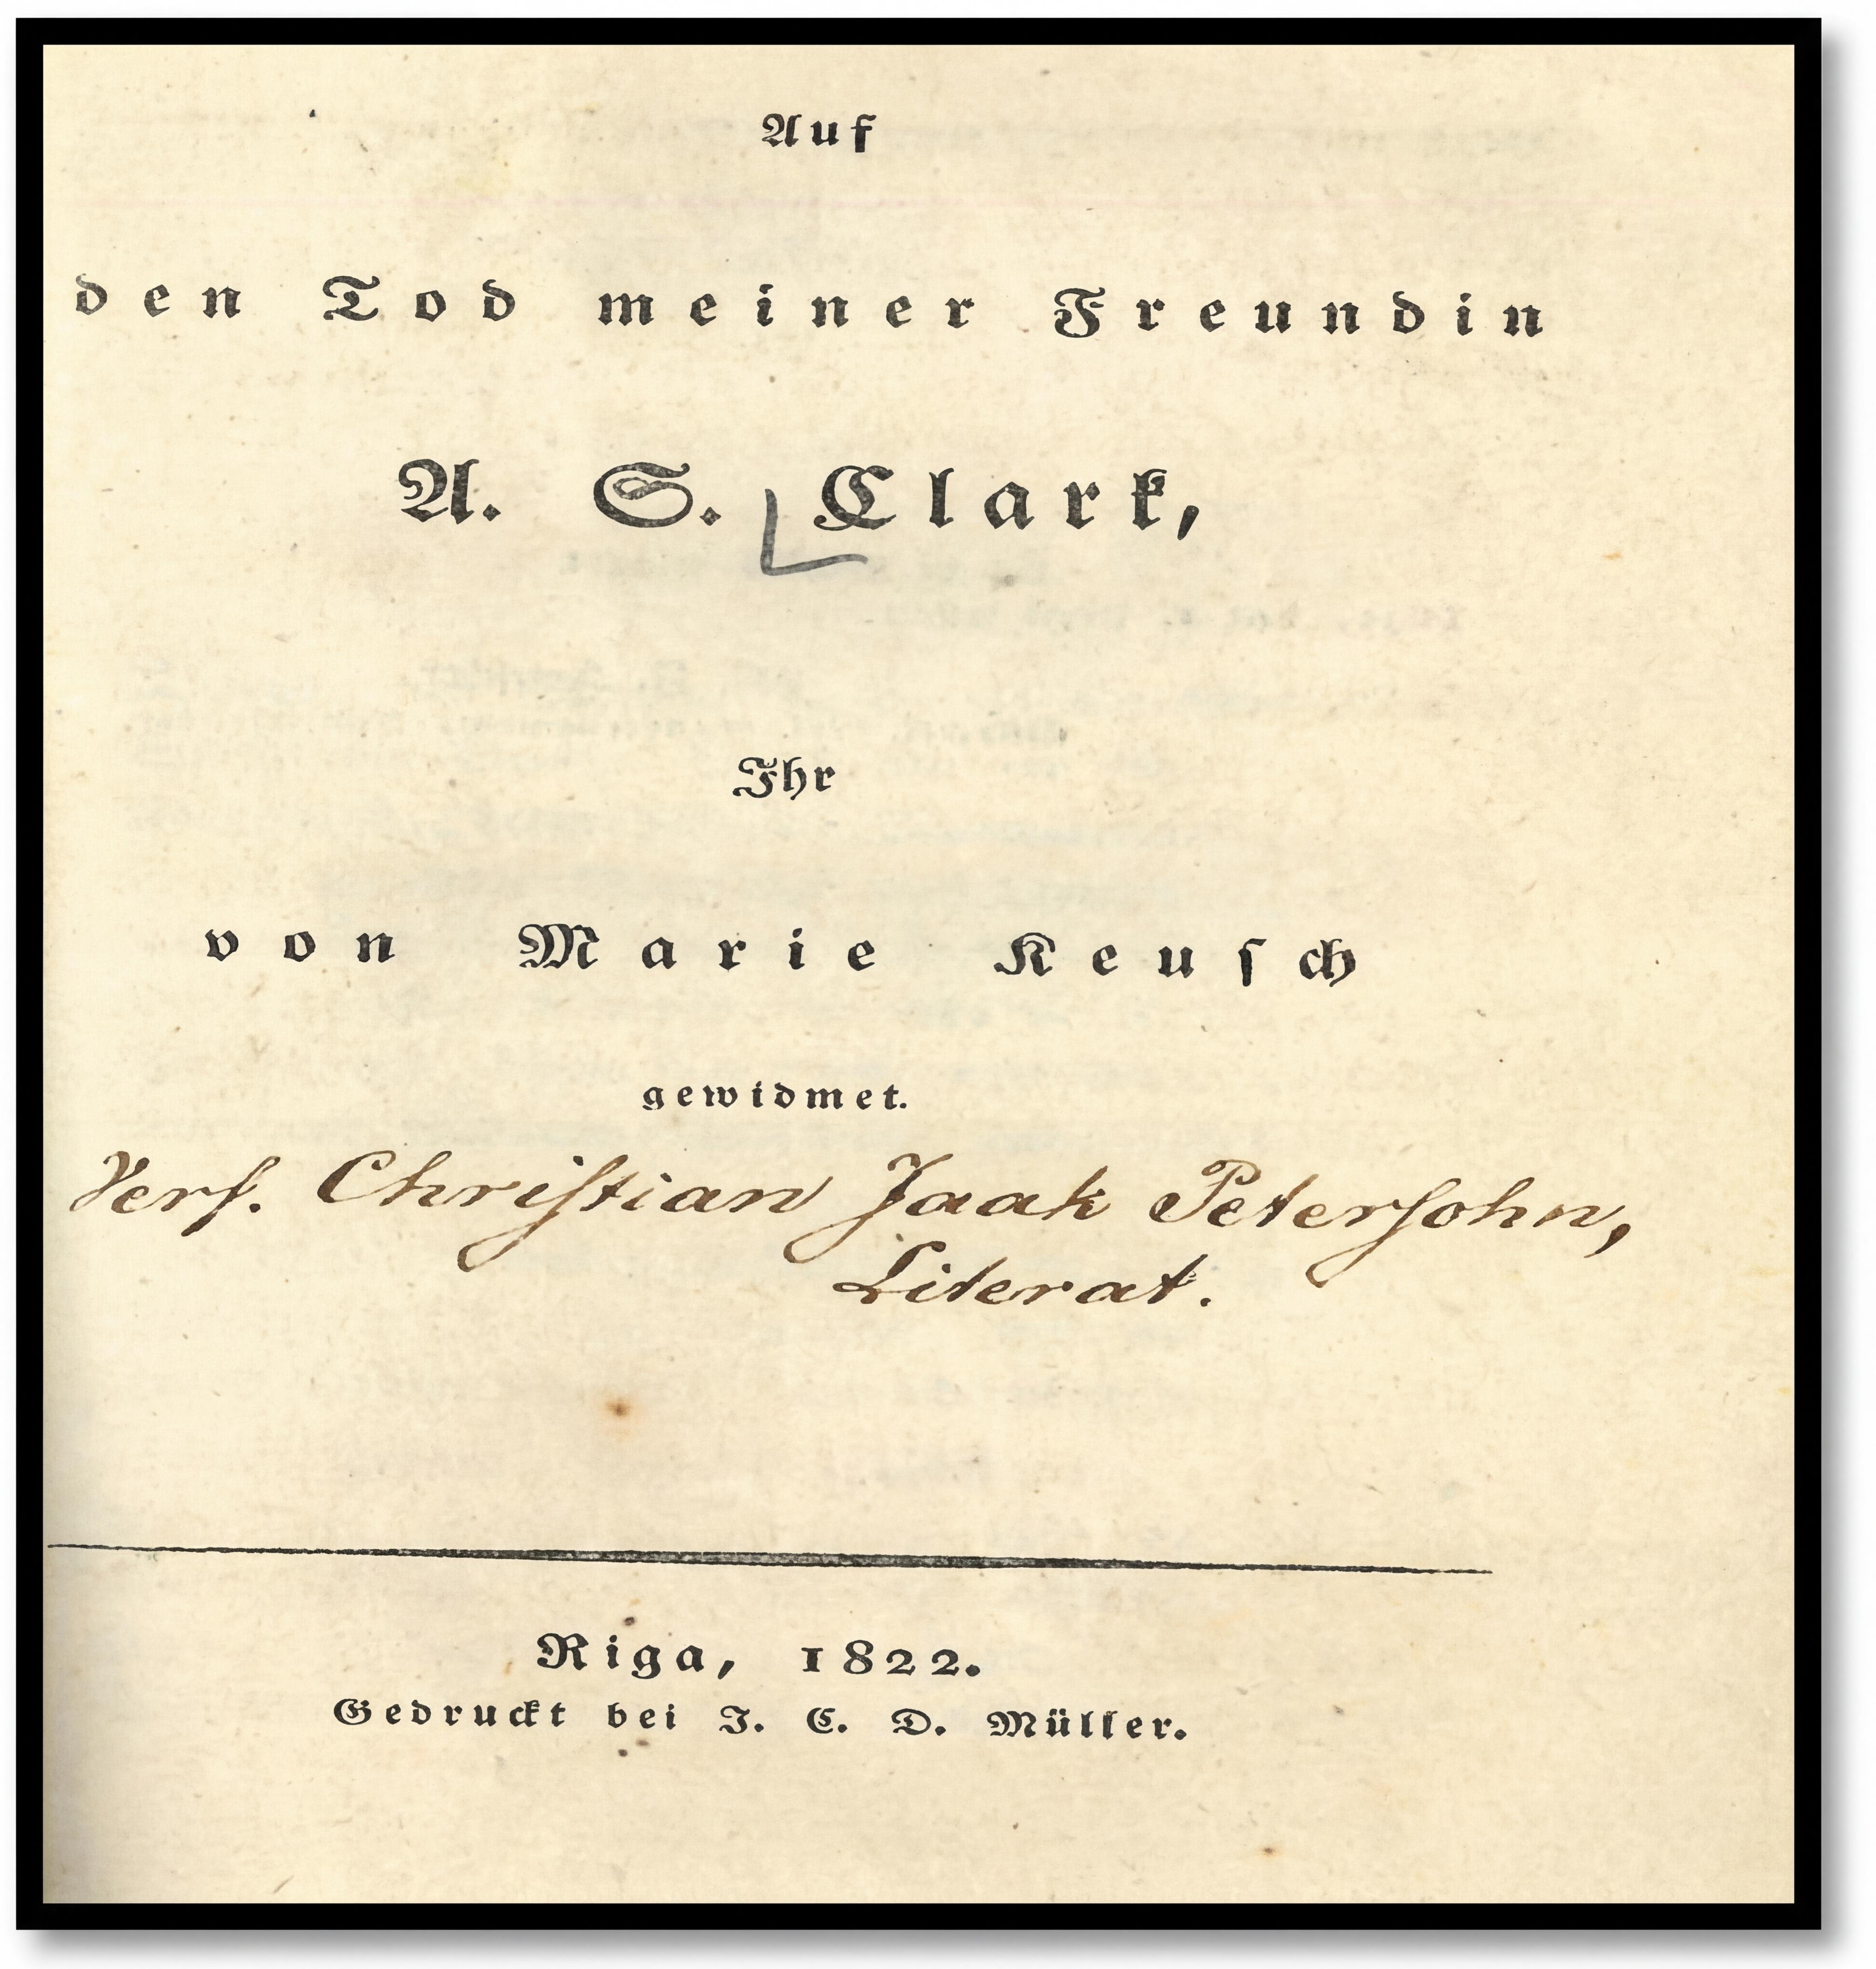 Auf
den Tod meiner Freundin
A. S. Clark,
Ihr
von Marie Keusch
gewidmet.
Verf. Christian Jaak Peterſohn,
Literat.
Riga, 1822.
Gedruckt bei J. C. D. Müller.